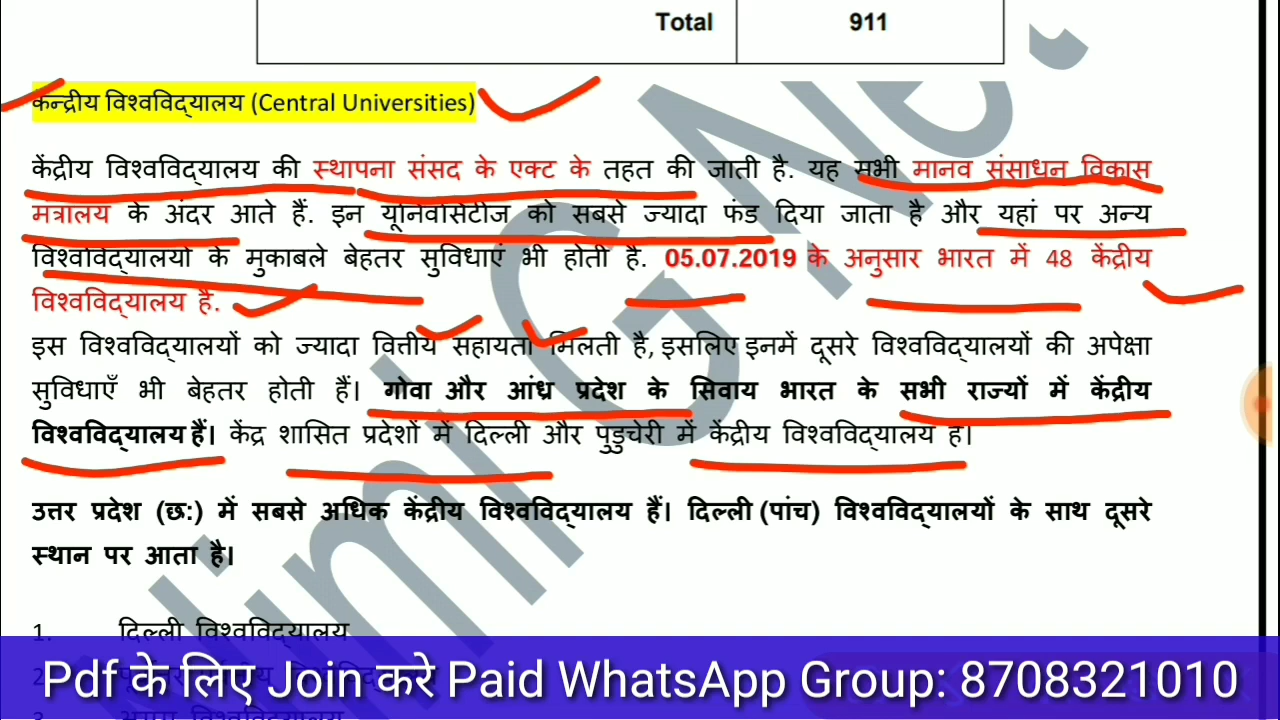 Total 911
केन्द्रीय विश्वविद्यालय (Central Universities)
केंद्रीय विश्वविद्यालय की स्थापना संसद के एक्ट के तहत की जाती है. यह सभी मानव संसाधन विकास
मंत्रालय के अंदर आते हैं. इन यूनिवर्सिटीज को सबसे ज्यादा फंड दिया जाता है और यहां पर अन्य
विश्वविद्यालयों के मुकाबले बेहतर सुविधाएं भी होती है. 05.07.2019 के अनुसार भारत में 48 केंद्रीय
विश्वविद्यालय है.
इस विश्वविद्यालयों को ज्यादा वित्तीय सहायता मिलती है, इसलिए इनमें दूसरे विश्वविद्यालयों की अपेक्षा
सुविधाएँ भी बेहतर होती हैं। गोवा और आंध्र प्रदेश के सिवाय भारत के सभी राज्यों में केंद्रीय
विश्वविद्यालय हैं। केंद्र शासित प्रदेशों में दिल्ली और पुडुचेरी में केंद्रीय विश्वविद्यालय हैं।
उत्तर प्रदेश (छ:) में सबसे अधिक केंद्रीय विश्वविद्यालय हैं। दिल्ली (पांच) विश्वविद्यालयों के साथ दूसरे
स्थान पर आता है।
1. दिल्ली विश्वविद्यालय
Pdf के लिए Join करे Paid WhatsApp Group: 8708321010